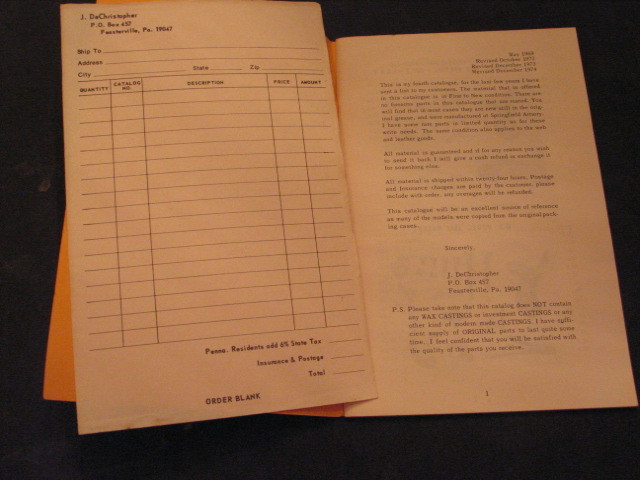 J. DeChristopher
P.O. Box 457
Feasterville, Pa. 19047
Ship To
Address
City State Zip
QUANTITY CATALOG NO. DESCRIPTION PRICE AMOUNT
Penna. Residents add 6% State Tax
Insurance & Postage
Total
ORDER BLANK
May 1969
Revised October 1972
Revised December 1973
Revised December 1974
This is my fourth catalogue, for the last few years I have
sent a list to my customers. The material that is offered
in this catalogue is in Fine to New condition. There are
no firearm parts in this catalogue that are rusted. You
will find that in most cases they are new still in the orig-
inal grease, and were manufactured at Springfield Armory.
I have some rare parts in limited quantity so for these
write needs. The same condition also applies to the web
and leather goods.
All material is guaranteed and if for any reason you wish
to send it back I will give a cash refund or exchange it
for something else.
All material is shipped within twenty-four hours. Postage
and Insurance charges are paid by the customer, please
include with order, any overages will be refunded.
This catalogue will be an excellent source of reference
as many of the models were copied from the original pack-
ing cases.
Sincerely,
J. DeChristopher
P.O. Box 457
Feasterville, Pa. 19047
P.S. Please take note that this catalog does NOT contain
any WAX CASTINGS or investment CASTINGS or any
other kind of modern made CASTINGS. I have suffi-
cient supply of ORIGINAL parts to last quite some
time. I feel confident that you will be satisfied with
the quality of the parts you receive.
1